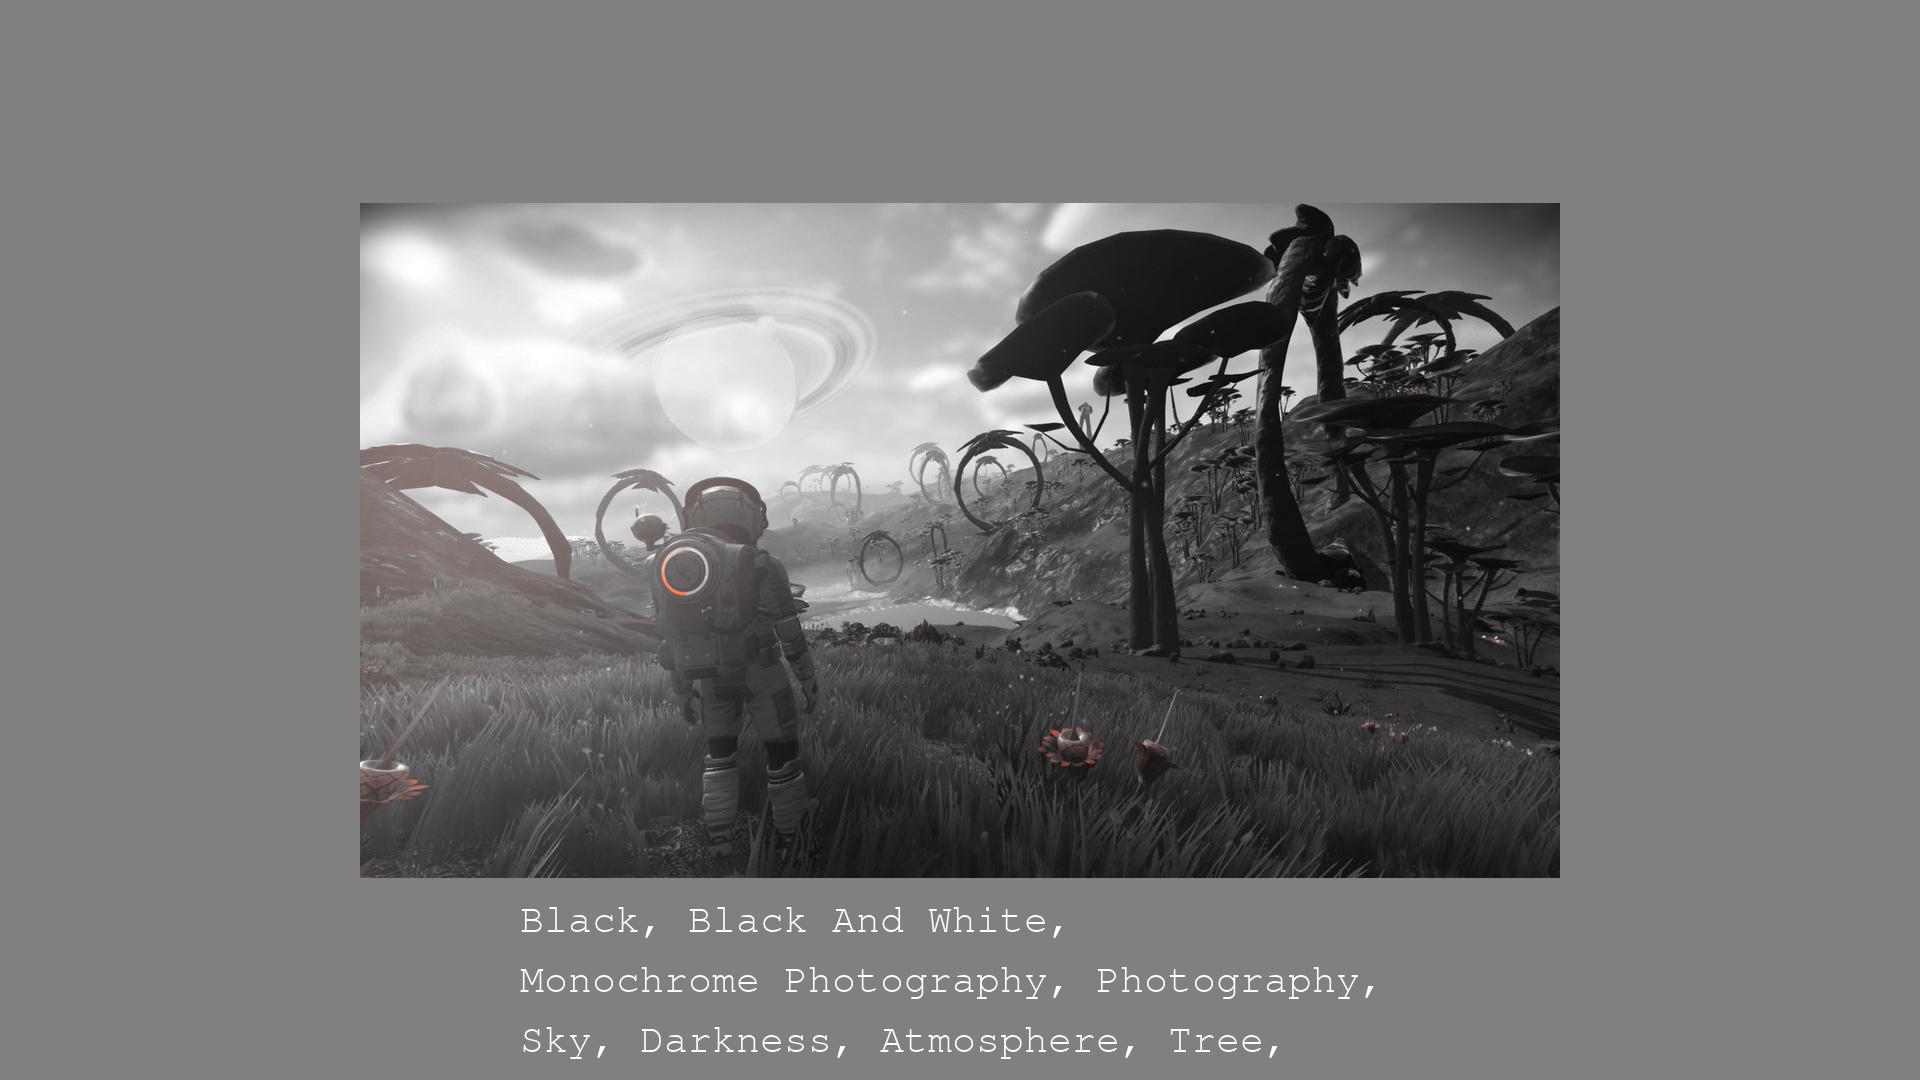 Black, Black And White,
Monochrome Photography, Photography,
Sky, Darkness, Atmosphere, Tree,